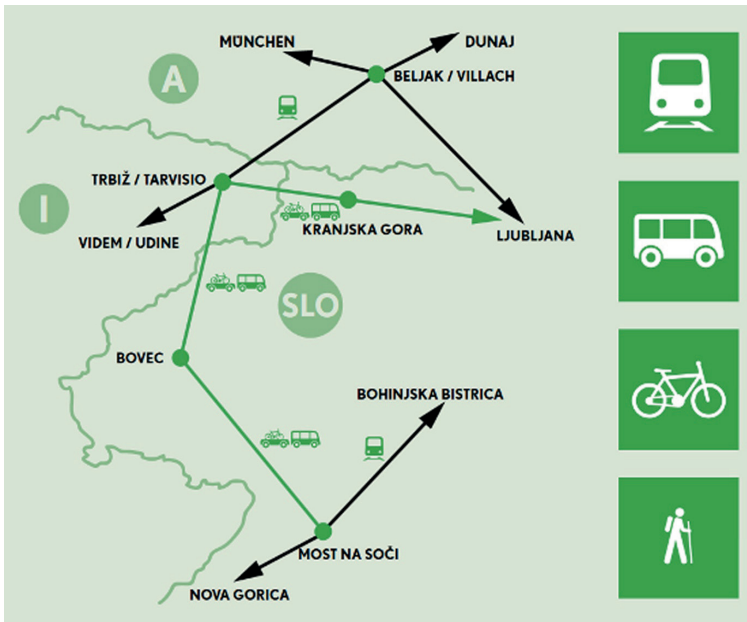 MÜNCHEN
DUNAJ
A
BELJAK / VILLACH
TRBIŽ / TARVISIO
I
KRANJSKA GORA
VIDEM / UDINE
LJUBLJANA
SLO
BOVEC
BOHINJSKA BISTRICA
MOST NA SOČI
NOVA GORICA